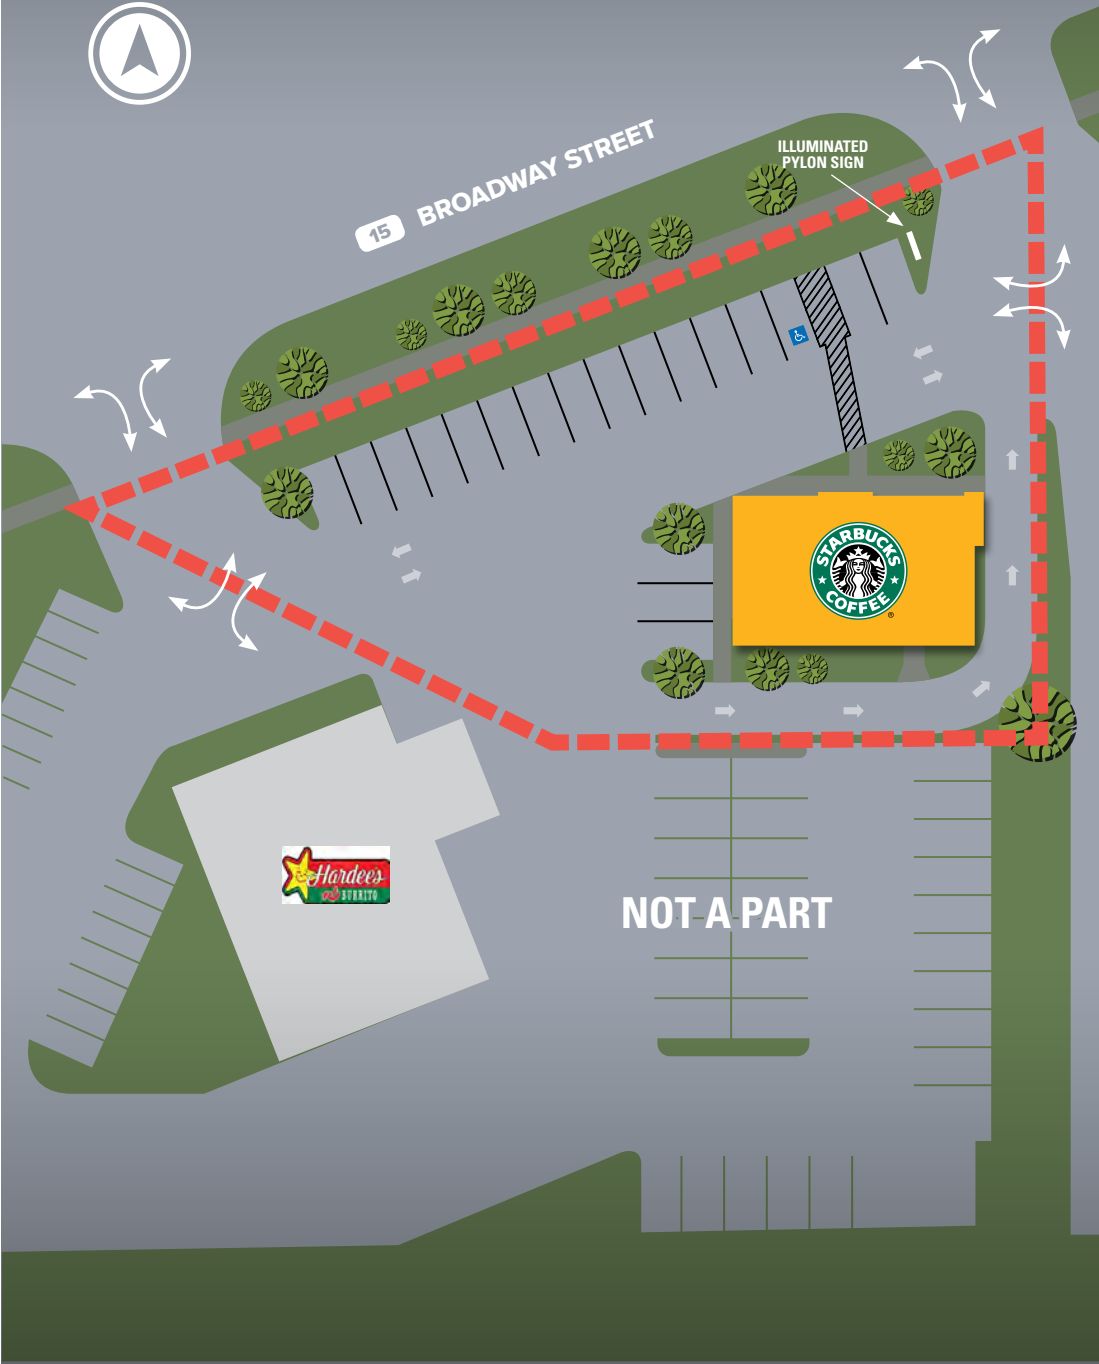 15 BROADWAY STREET
ILLUMINATED
PYLON SIGN
STARBUCKS
COFFEE
®
Hardee's
BURRITO
NOT A PART